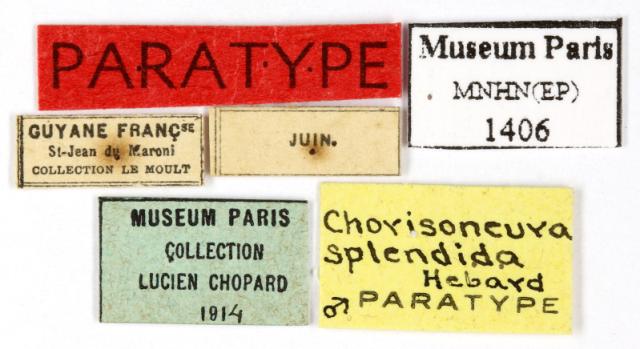 PARATYPE
Museum Paris
MNHN(EP)
1406
GUYANE FRANÇSE
St-Jean du Maroni
COLLECTION LE MOULT
JUIN.
MUSEUM PARIS
COLLECTION
LUCIEN CHOPARD
1914
Chorisoneura
splendida
Hebard
♂ PARATYPE